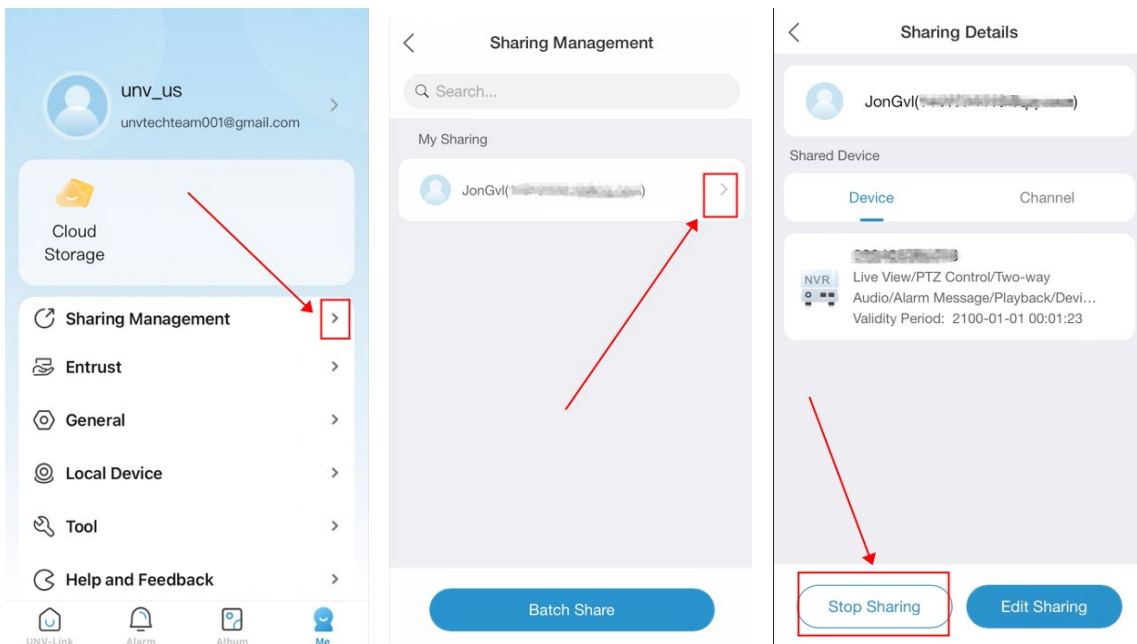 unv_us
unvtechteam001@gmail.com
Cloud
Storage
Sharing Management
Entrust
General
Local Device
Tool
Help and Feedback
UNV-Link
Alarm
Album
Me
Sharing Management
Search...
My Sharing
JonGvl(
)
Batch Share
Sharing Details
JonGvl(
)
Shared Device
Device
Channel
NVR
Live View/PTZ Control/Two-way
Audio/Alarm Message/Playback/Devi...
Validity Period: 2100-01-01 00:01:23
Stop Sharing
Edit Sharing